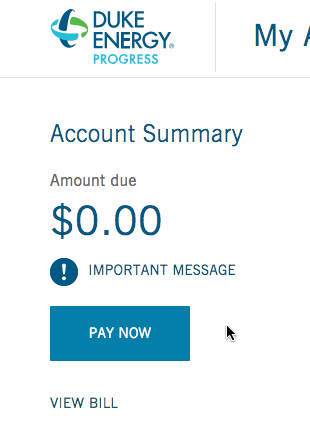 DUKE
ENERGY®
PROGRESS
My A
Account Summary
Amount due
$0.00
! IMPORTANT MESSAGE
PAY NOW
VIEW BILL